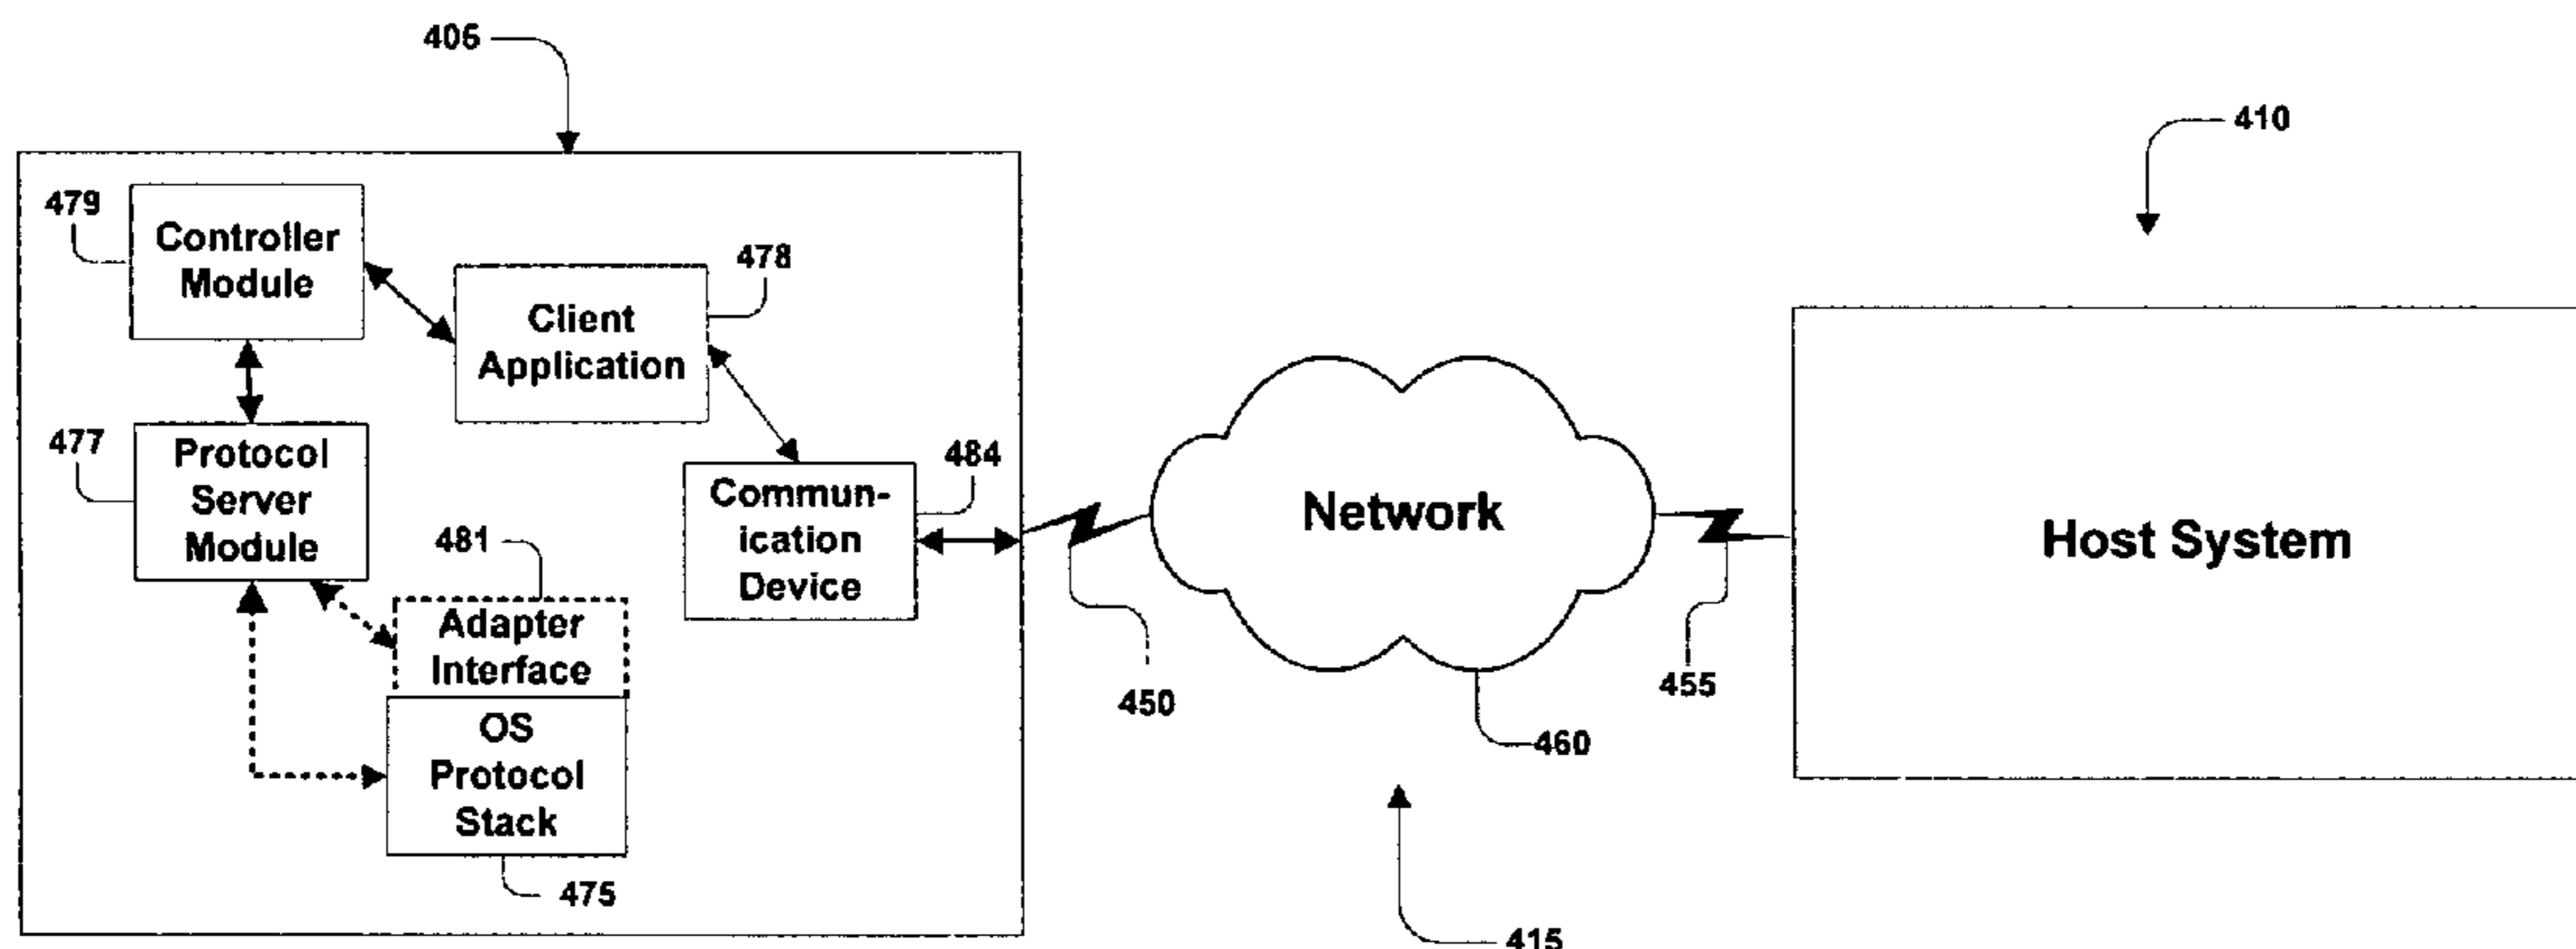 405
410
479
Controller
Module
478
Client
Application
477
Protocol
Server
Module
484
Commun-
ication
Device
481
Adapter
Interface
OS
Protocol
Stack
475
Network
450
455
460
Host System
415